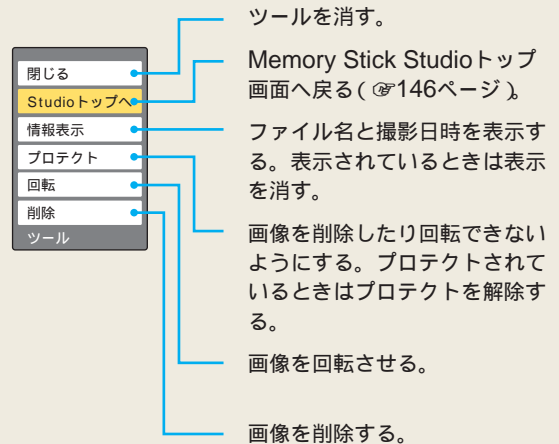 閉じる
Studioトップへ
情報表示
プロテクト
回転
削除
ツール
ツールを消す。
Memory Stick Studioトップ
画面へ戻る(☞146ページ)。
ファイル名と撮影日時を表示す
る。表示されているときは表示
を消す。
画像を削除したり回転できない
ようにする。プロテクトされて
いるときはプロテクトを解除す
る。
画像を回転させる。
画像を削除する。